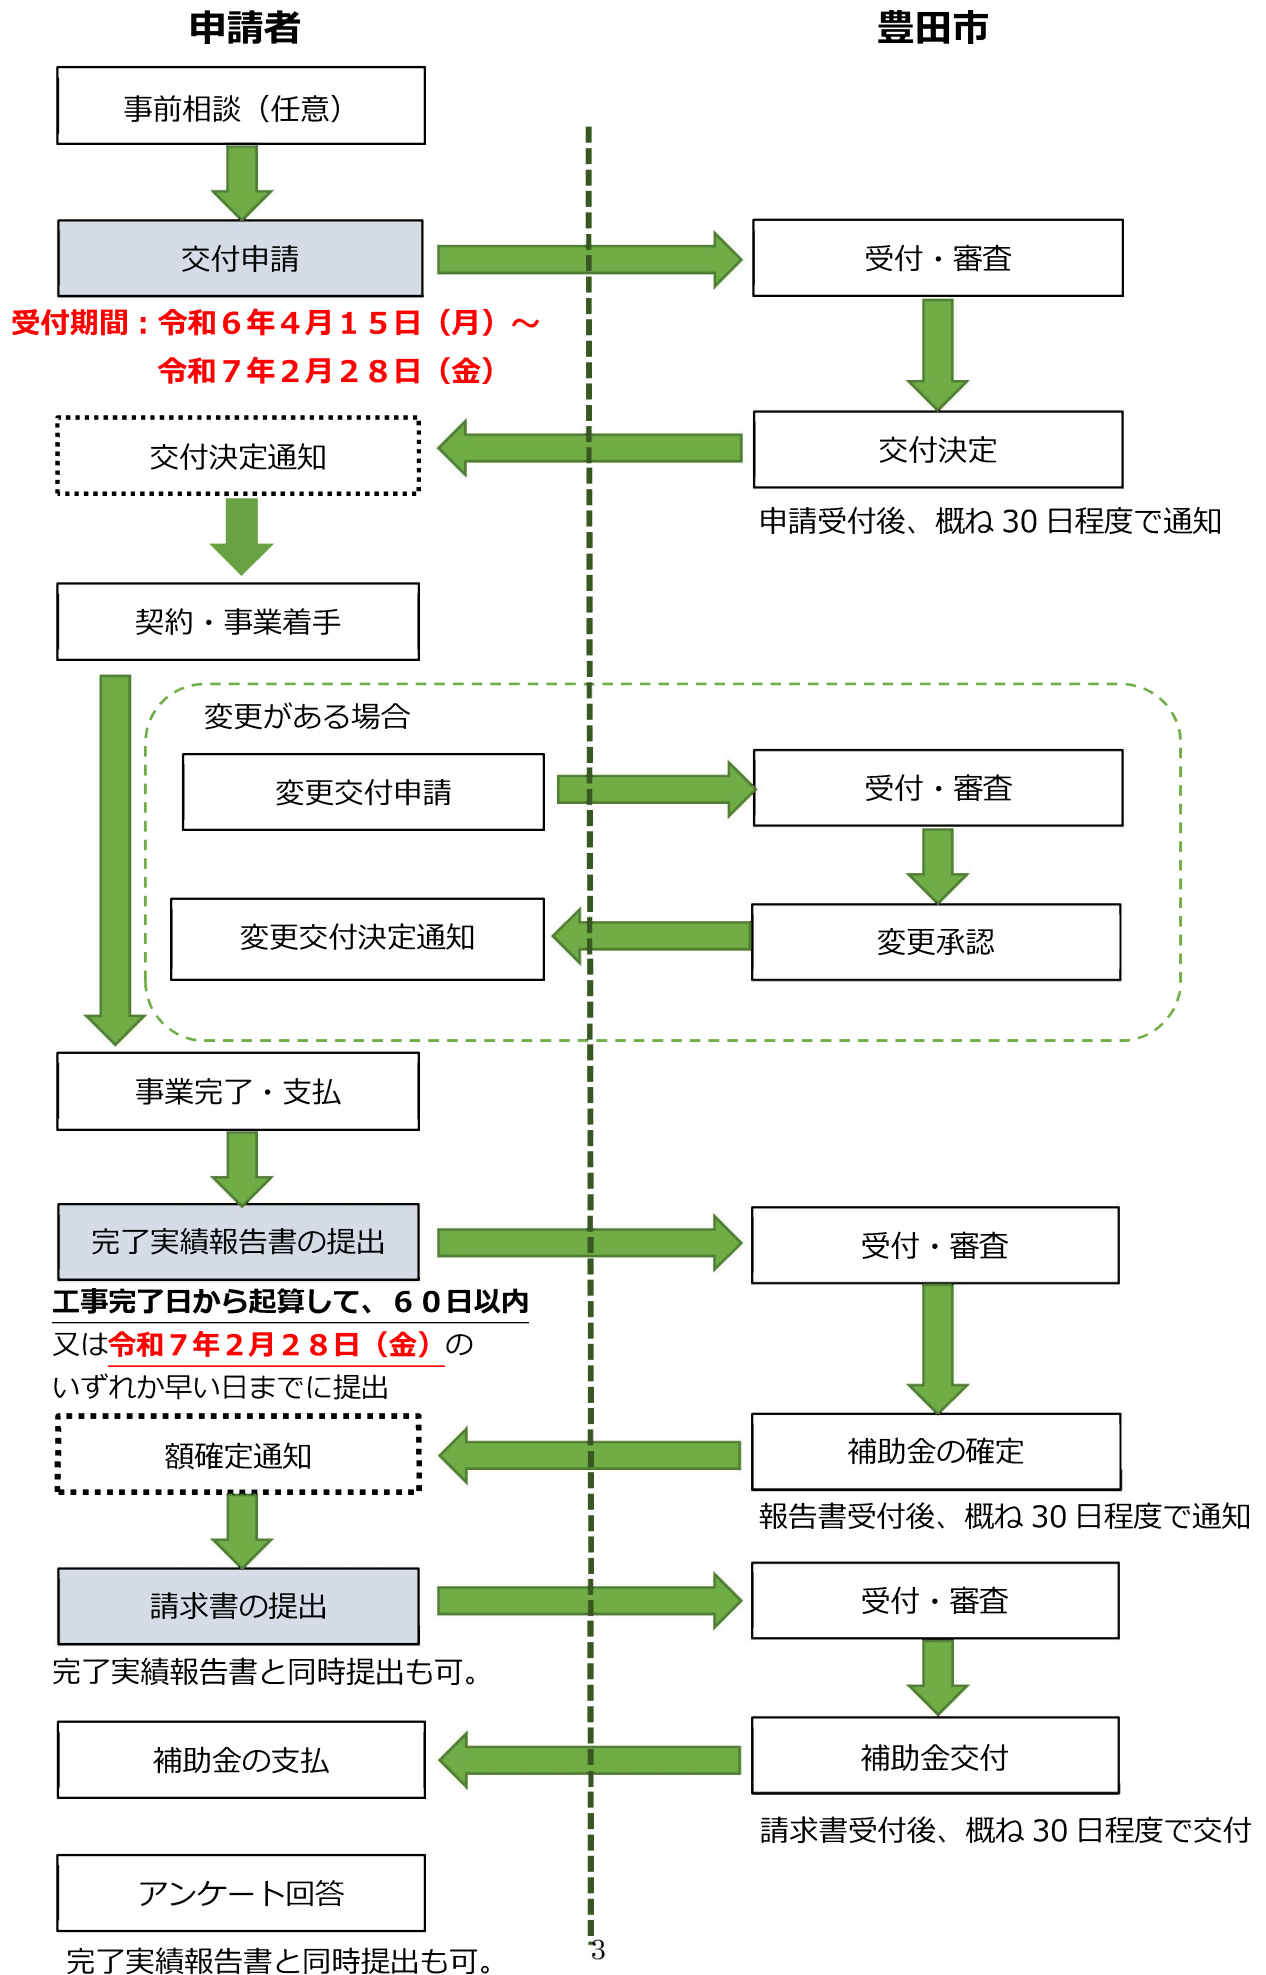 申請者
豊田市
事前相談（任意）
交付申請
受付・審査
受付期間：令和６年４月１５日（月）～
令和７年２月２８日（金）
交付決定通知
交付決定
申請受付後、概ね 30 日程度で通知
契約・事業着手
変更がある場合
変更交付申請
受付・審査
変更交付決定通知
変更承認
事業完了・支払
完了実績報告書の提出
受付・審査
工事完了日から起算して、６０日以内
又は令和７年２月２８日（金）の
いずれか早い日までに提出
額確定通知
補助金の確定
報告書受付後、概ね 30 日程度で通知
請求書の提出
受付・審査
完了実績報告書と同時提出も可。
補助金の支払
補助金交付
請求書受付後、概ね 30 日程度で交付
アンケート回答
完了実績報告書と同時提出も可。
3